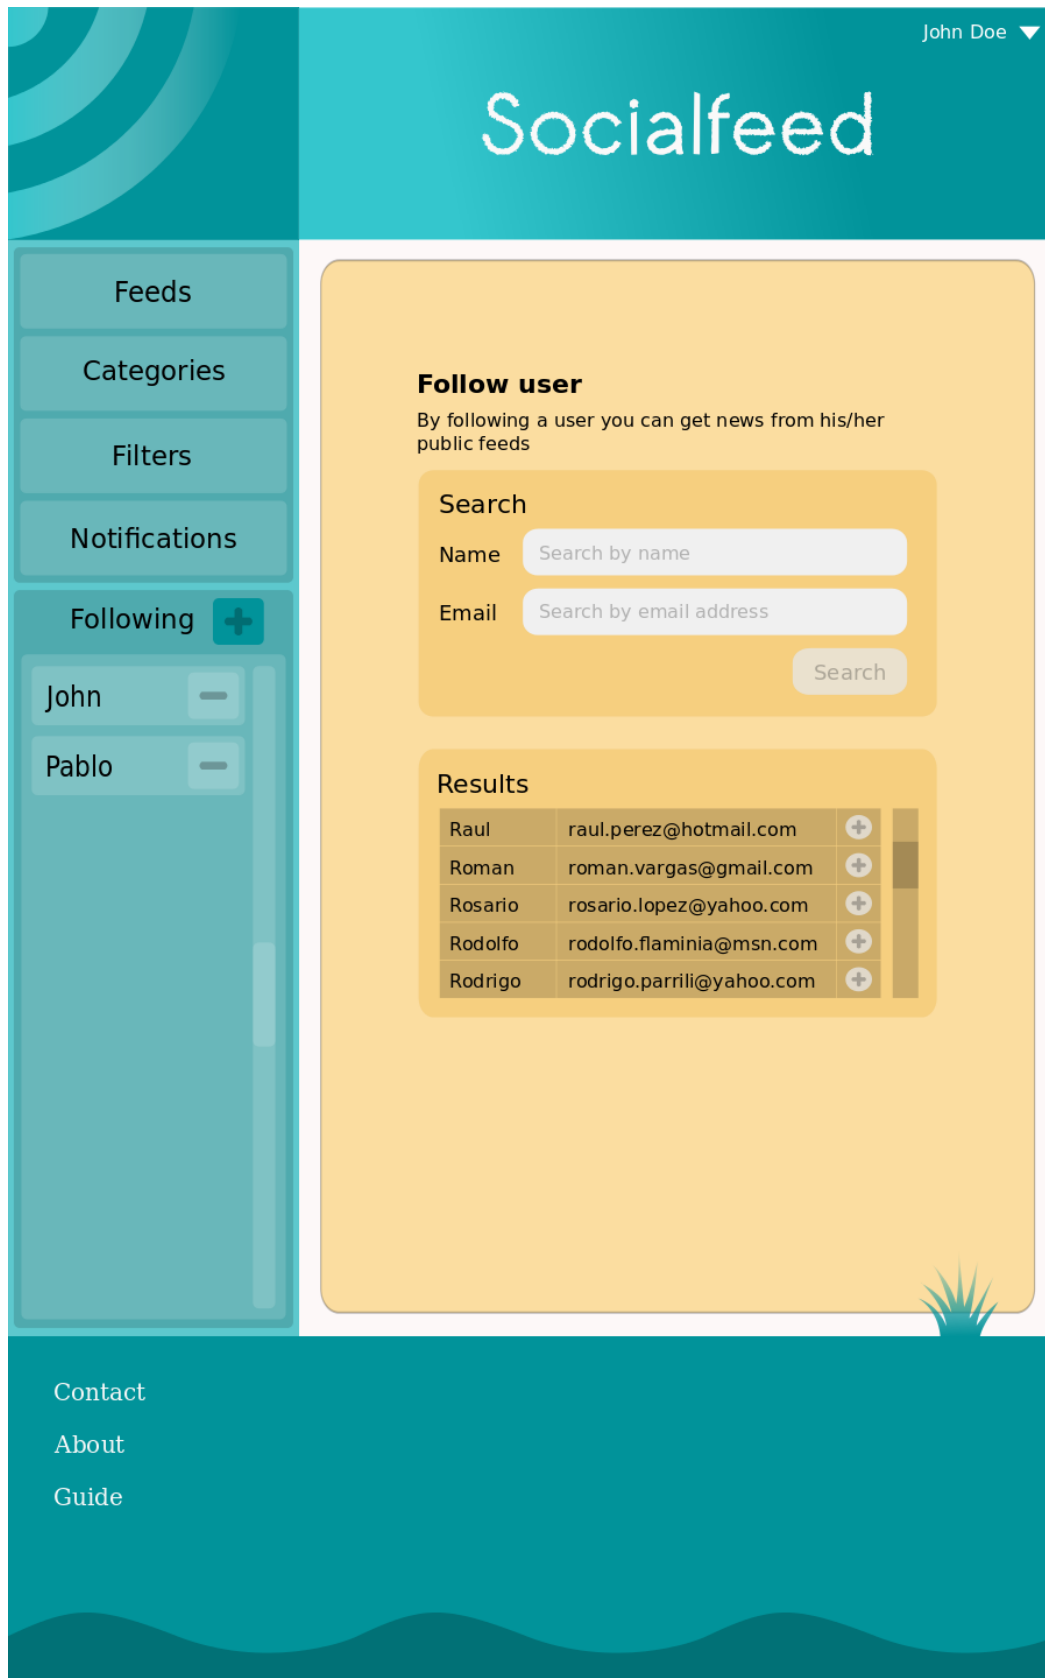 John Doe
Socialfeed
Feeds
Categories
Filters
Notifications
Following
John
Pablo
Follow user
By following a user you can get news from his/her
public feeds
Search
Name Search by name
Email Search by email address
Search
Results
Raul raul.perez@hotmail.com
Roman roman.vargas@gmail.com
Rosario rosario.lopez@yahoo.com
Rodolfo rodolfo.flaminia@msn.com
Rodrigo rodrigo.parrili@yahoo.com
Contact
About
Guide